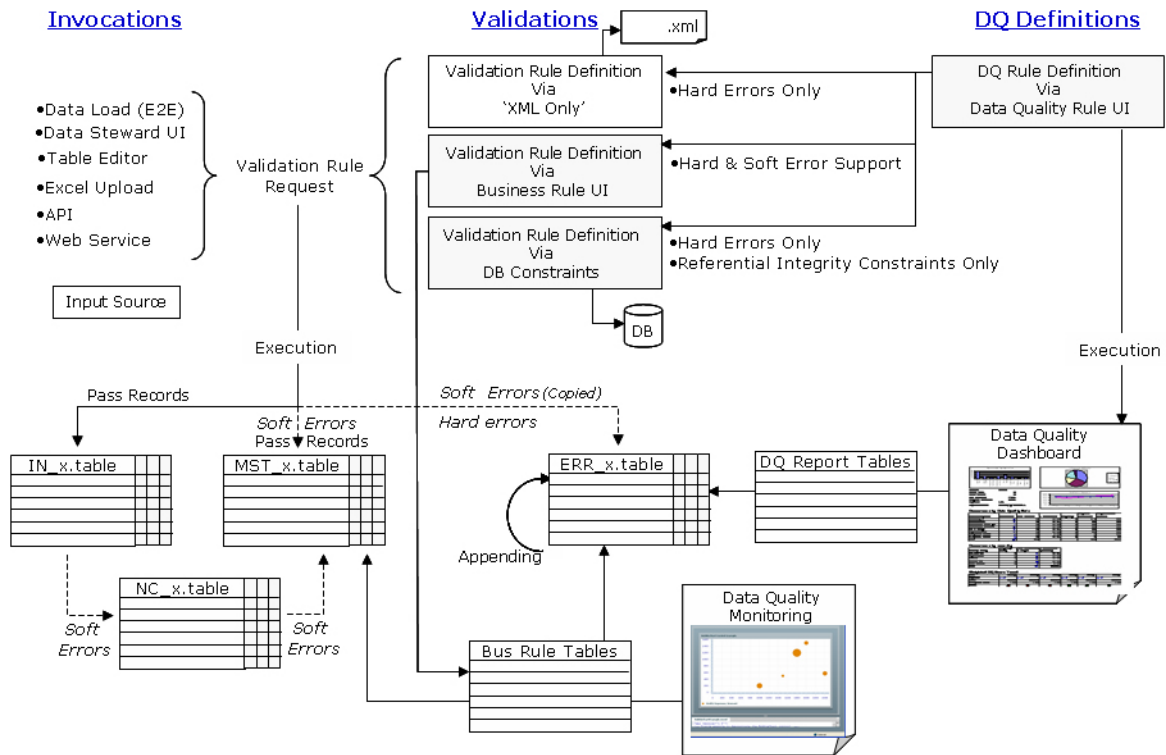 Invocations
Validations
DQ Definitions
.xml
•Data Load (E2E)
•Data Steward UI
•Table Editor
•Excel Upload
•API
•Web Service
Validation Rule
Request
Validation Rule Definition
Via
‘XML Only’
•Hard Errors Only
DQ Rule Definition
Via
Data Quality Rule UI
Validation Rule Definition
Via
Business Rule UI
•Hard & Soft Error Support
Validation Rule Definition
Via
DB Constraints
•Hard Errors Only
•Referential Integrity Constraints Only
Input Source
DB
Execution
Execution
Pass Records
Soft Errors
Pass Records
Soft Errors (Copied)
Hard errors
IN_x.table
MST_x.table
ERR_x.table
DQ Report Tables
Data Quality
Dashboard
Appending
NC_x.table
Soft
Errors
Soft
Errors
Bus Rule Tables
Data Quality
Monitoring